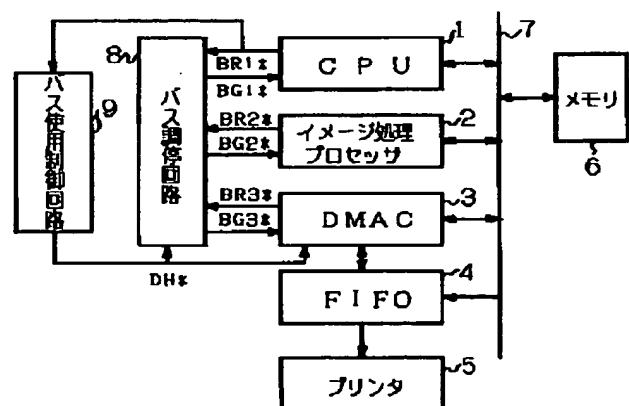 1
7
8
CPU
BR1*
BG1*
バス使用制御回路
9
バス調停回路
メモリ
6
BR2*
BG2*
イメージ処理
プロセッサ
2
BR3*
BG3*
DMAC
3
DH*
FIFO
4
プリンタ
5